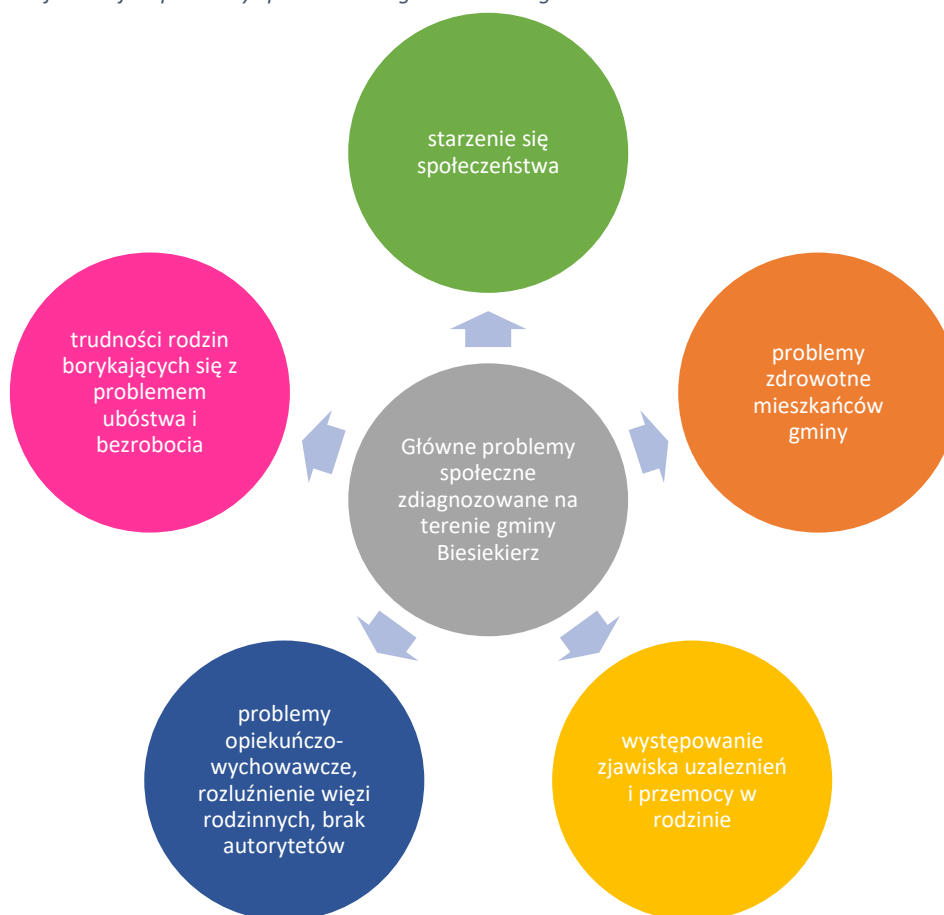 starzenie się
społeczeństwa
problemy
zdrowotne
mieszkańców
gminy
występowanie
zjawiska uzaleznień
i przemocy w
rodzinie
problemy
opiekuńczo-
wychowawcze,
rozluźnienie więzi
rodzinnych, brak
autorytetów
trudności rodzin
borykających się z
problemem
ubóstwa i
bezrobocia
Główne problemy
społeczne
zdiagnozowane na
terenie gminy
Biesiekierz